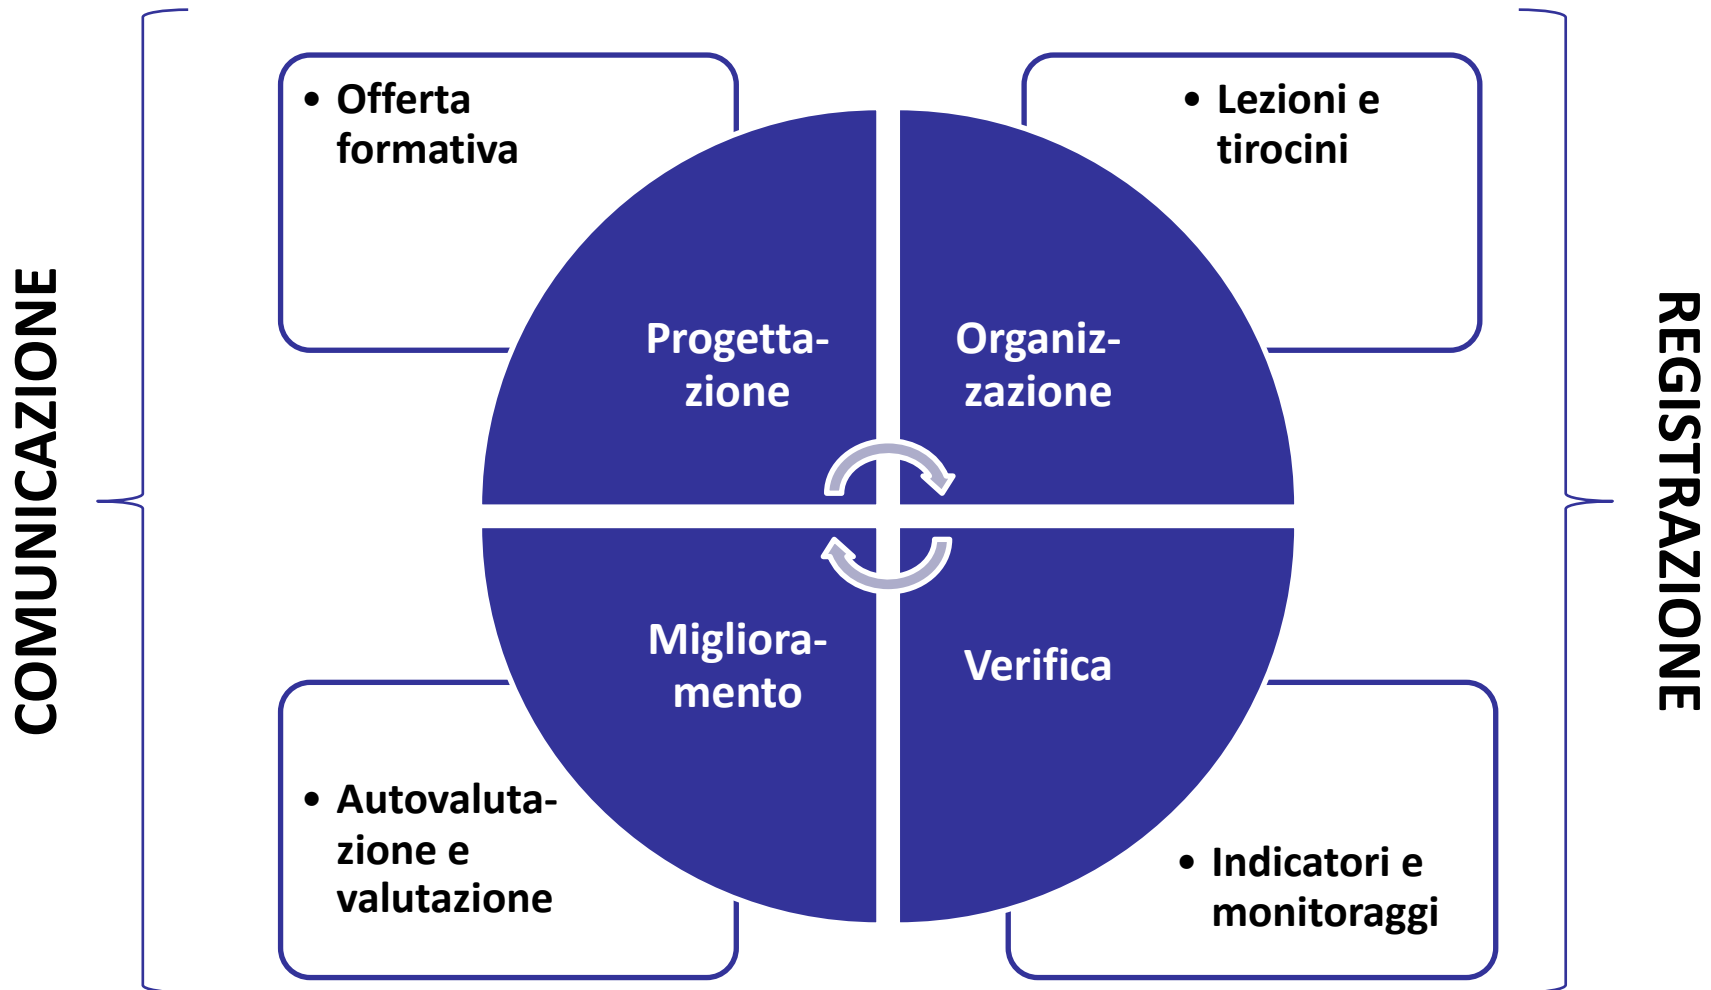 COMUNICAZIONE
• Offerta
formativa
• Lezioni e
tirocini
Progetta-
zione
Organiz-
zazione
Migliora-
mento
Verifica
• Autovaluta-
zione e
valutazione
• Indicatori e
monitoraggi
REGISTRAZIONE